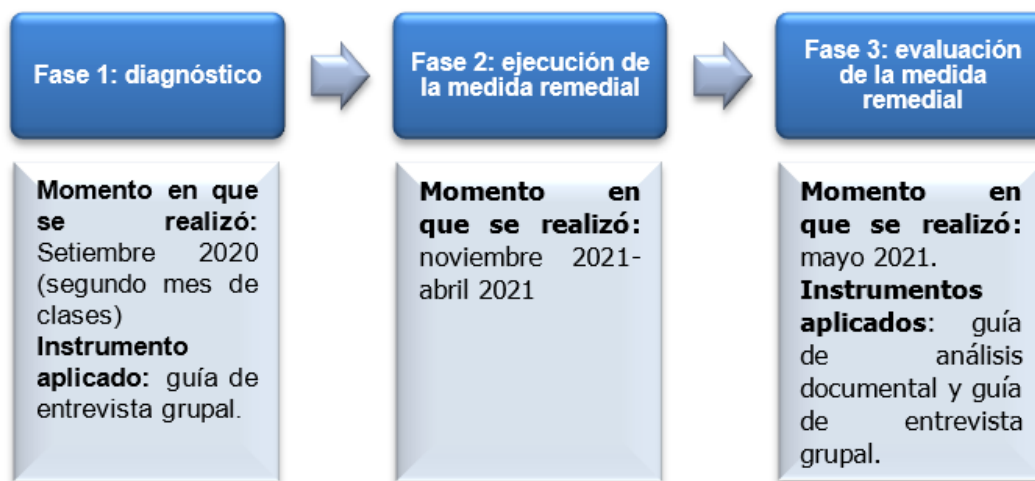 Fase 1: diagnóstico
Momento en que
se realizó:
Setiembre 2020
(segundo mes de
clases)
Instrumento
aplicado: guía de
entrevista grupal.
Fase 2: ejecución de
la medida remedial
Momento en
que se realizó:
noviembre 2021-
abril 2021
Fase 3: evaluación
de la medida
remedial
Momento en
que se realizó:
mayo 2021.
Instrumentos
aplicados: guía
de análisis
documental y guía
de entrevista
grupal.